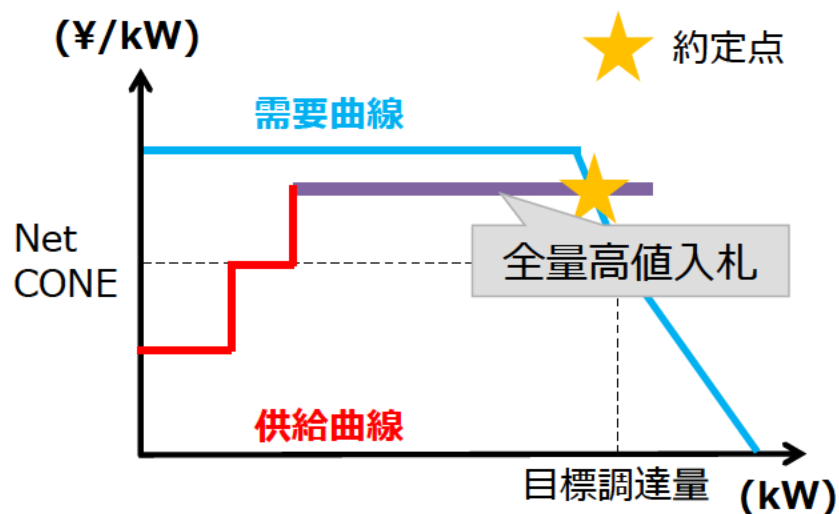 (¥/kW)
約定点
需要曲線
Net
CONE
全量高値入札
供給曲線
目標調達量
(kW)